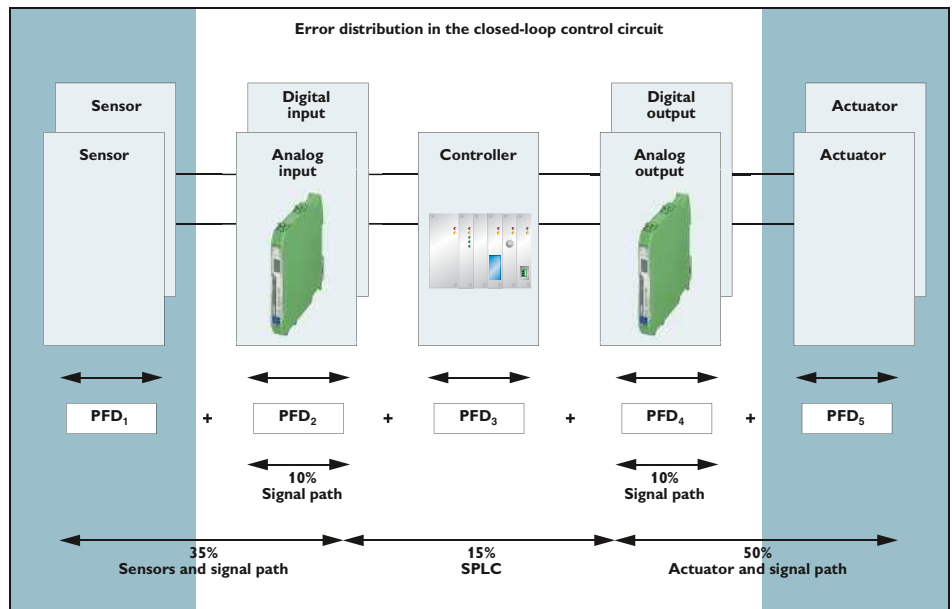 Error distribution in the closed-loop control circuit
Sensor
Digital
input
Digital
output
Actuator
Sensor
Analog
input
Controller
Analog
output
Actuator
PFD1 + PFD2 + PFD3 + PFD4 + PFD5
10%
Signal path
10%
Signal path
35%
Sensors and signal path
15%
SPLC
50%
Actuator and signal path